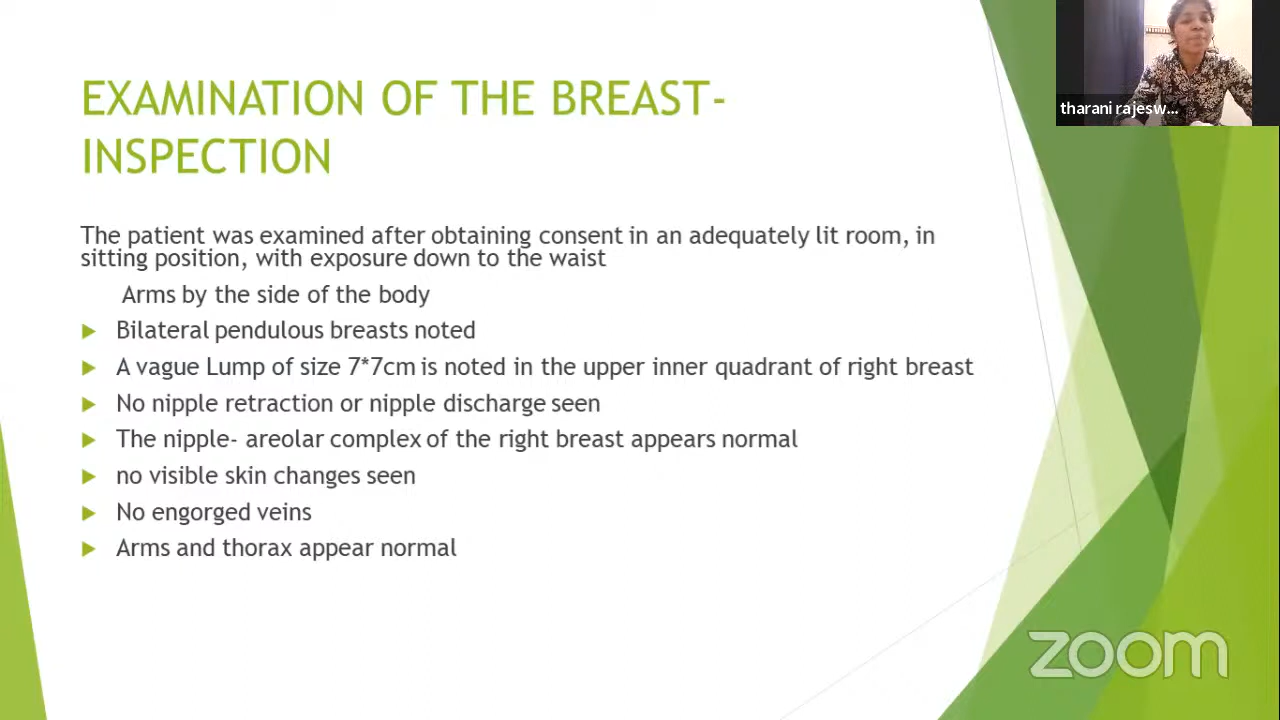 EXAMINATION OF THE BREAST-
INSPECTION
The patient was examined after obtaining consent in an adequately lit room, in
sitting position, with exposure down to the waist
Arms by the side of the body
Bilateral pendulous breasts noted
A vague Lump of size 7*7cm is noted in the upper inner quadrant of right breast
No nipple retraction or nipple discharge seen
The nipple- areolar complex of the right breast appears normal
no visible skin changes seen
No engorged veins
Arms and thorax appear normal
tharani rajesw...
zoom